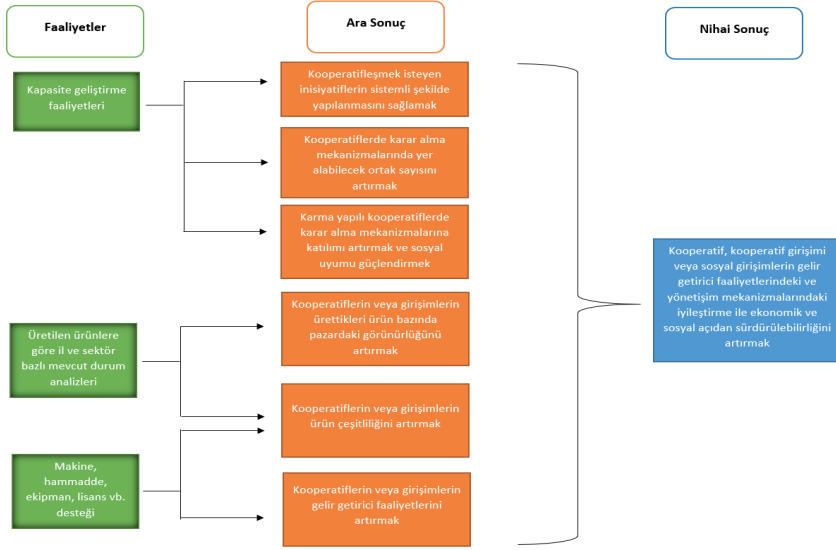 Faaliyetler
Ara Sonuç
Nihai Sonuç
Kapasite geliştirme
faaliyetleri
Kooperatifleşmek isteyen
inisiyatiflerin sistemli şekilde
yapılanmasını sağlamak
Kooperatiflerde karar alma
mekanizmalarında yer
alabilecek ortak sayısını
artırmak
Karma yapılı kooperatiflerde
karar alma mekanizmalarına
katılımı artırmak ve sosyal
uyumu güçlendirmek
Kooperatif, kooperatif girişimi
veya sosyal girişimlerin gelir
getirici faaliyetlerindeki ve
yönetişim mekanizmalarındaki
iyileştirme ile ekonomik ve
sosyal açıdan sürdürülebilirliğini
artırmak
Üretilen ürünlere
göre il ve sektör
bazlı mevcut durum
analizleri
Kooperatiflerin veya girişimlerin
ürettikleri ürün bazında
pazardaki görünürlüğünü
artırmak
Kooperatiflerin veya girişimlerin
ürün çeşitliliğini artırmak
Makine,
hammadde,
ekipman, lisans vb.
desteği
Kooperatiflerin veya girişimlerin
gelir getirici faaliyetlerini
artırmak